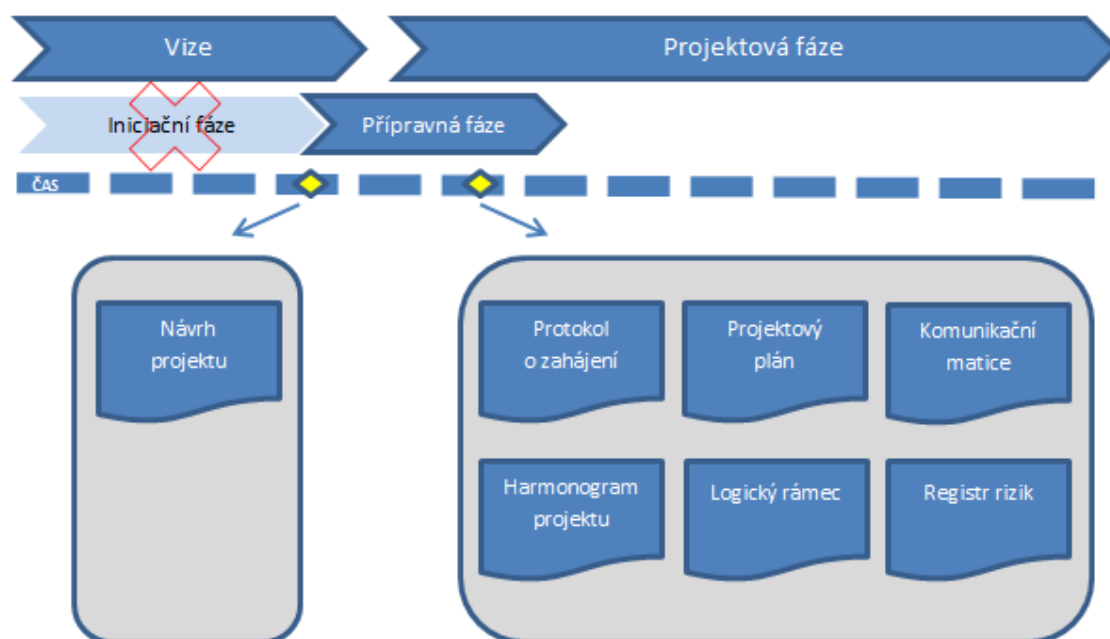 Vize
Projektová fáze
Iniciační fáze
Přípravná fáze
ČAS
Návrh
projektu
Protokol
o zahájení
Projektový
plán
Komunikační
matice
Harmonogram
projektu
Logický rámec
Registr rizik